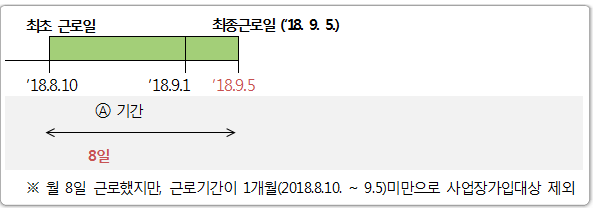 최초 근로일 최종근로일 ('18. 9. 5.)
'18.8.10 '18.9.1 '18.9.5
Ⓐ 기간
8일
※ 월 8일 근로했지만, 근로기간이 1개월(2018.8.10. ~ 9.5)미만으로 사업장가입대상 제외